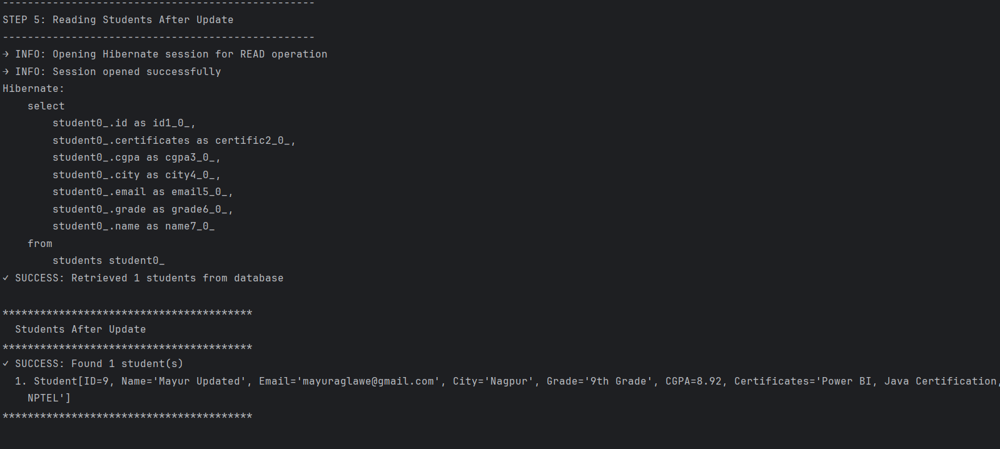 --------------------------------------------------
STEP 5: Reading Students After Update
--------------------------------------------------
→ INFO: Opening Hibernate session for READ operation
→ INFO: Session opened successfully
Hibernate:
    select
        student0_.id as id1_0_,
        student0_.certificates as certific2_0_,
        student0_.cgpa as cgpa3_0_,
        student0_.city as city4_0_,
        student0_.email as email5_0_,
        student0_.grade as grade6_0_,
        student0_.name as name7_0_
    from
        students student0_
✓ SUCCESS: Retrieved 1 students from database

****************************************
  Students After Update
****************************************
✓ SUCCESS: Found 1 student(s)
  1. Student[ID=9, Name='Mayur Updated', Email='mayuraglawe@gmail.com', City='Nagpur', Grade='9th Grade', CGPA=8.92, Certificates='Power BI, Java Certification,
    NPTEL']
****************************************